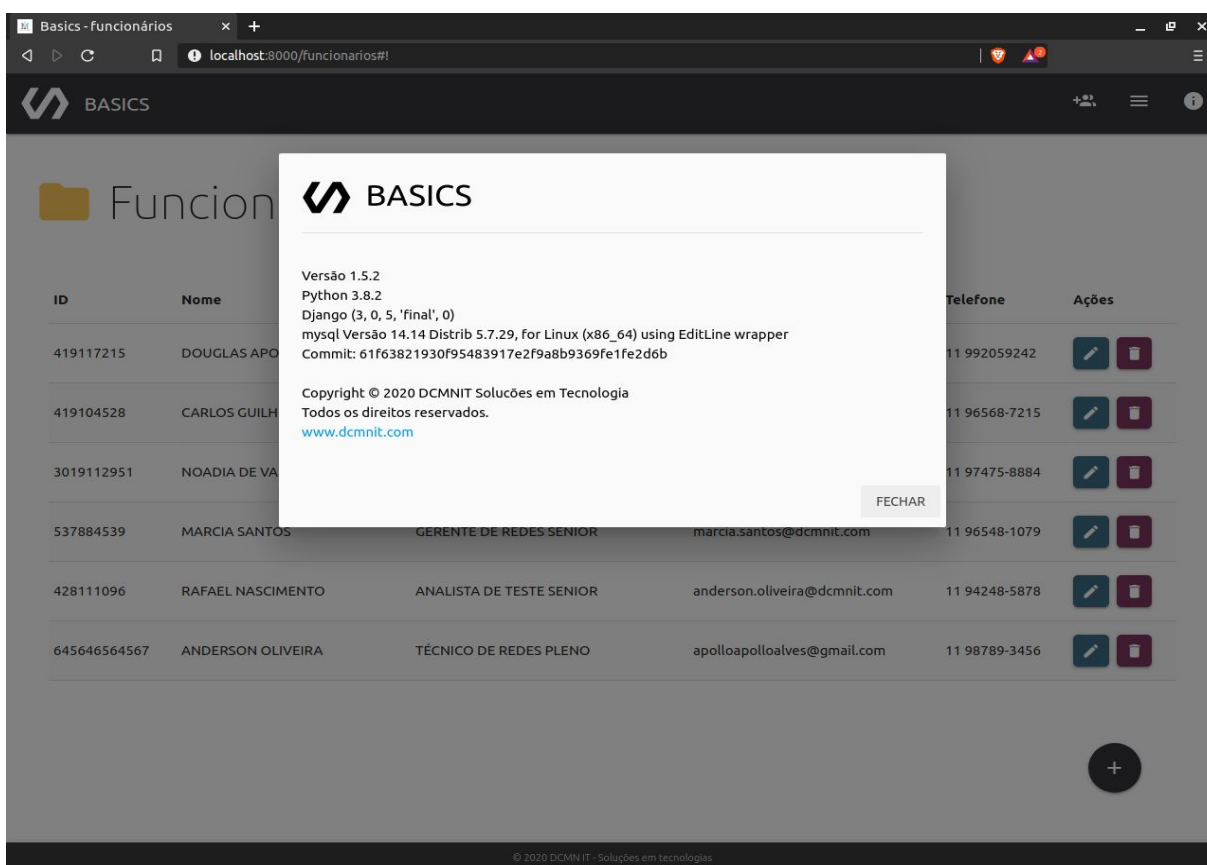 Basics - funcionários
localhost:8000/funcionarios#!
2
BASICS
Funcion
BASICS
Versão 1.5.2
Python 3.8.2
Django (3, 0, 5, 'final', 0)
mysql Versão 14.14 Distrib 5.7.29, for Linux (x86_64) using EditLine wrapper
Commit: 61f63821930f95483917e2f9a8b9369fe1fe2d6b
Copyright © 2020 DCMNIT Solucões em Tecnologia
Todos os direitos reservados.
www.dcmnit.com
FECHAR
ID Nome Telefone Ações
419117215 DOUGLAS APO 11 992059242
419104528 CARLOS GUILH 11 96568-7215
3019112951 NOADIA DE VA 11 97475-8884
537884539 MARCIA SANTOS GERENTE DE REDES SENIOR marcia.santos@dcmnit.com 11 96548-1079
428111096 RAFAEL NASCIMENTO ANALISTA DE TESTE SENIOR anderson.oliveira@dcmnit.com 11 94248-5878
645646564567 ANDERSON OLIVEIRA TÉCNICO DE REDES PLENO apolloapolloalves@gmail.com 11 98789-3456
© 2020 DCMN IT - Soluções em tecnologias